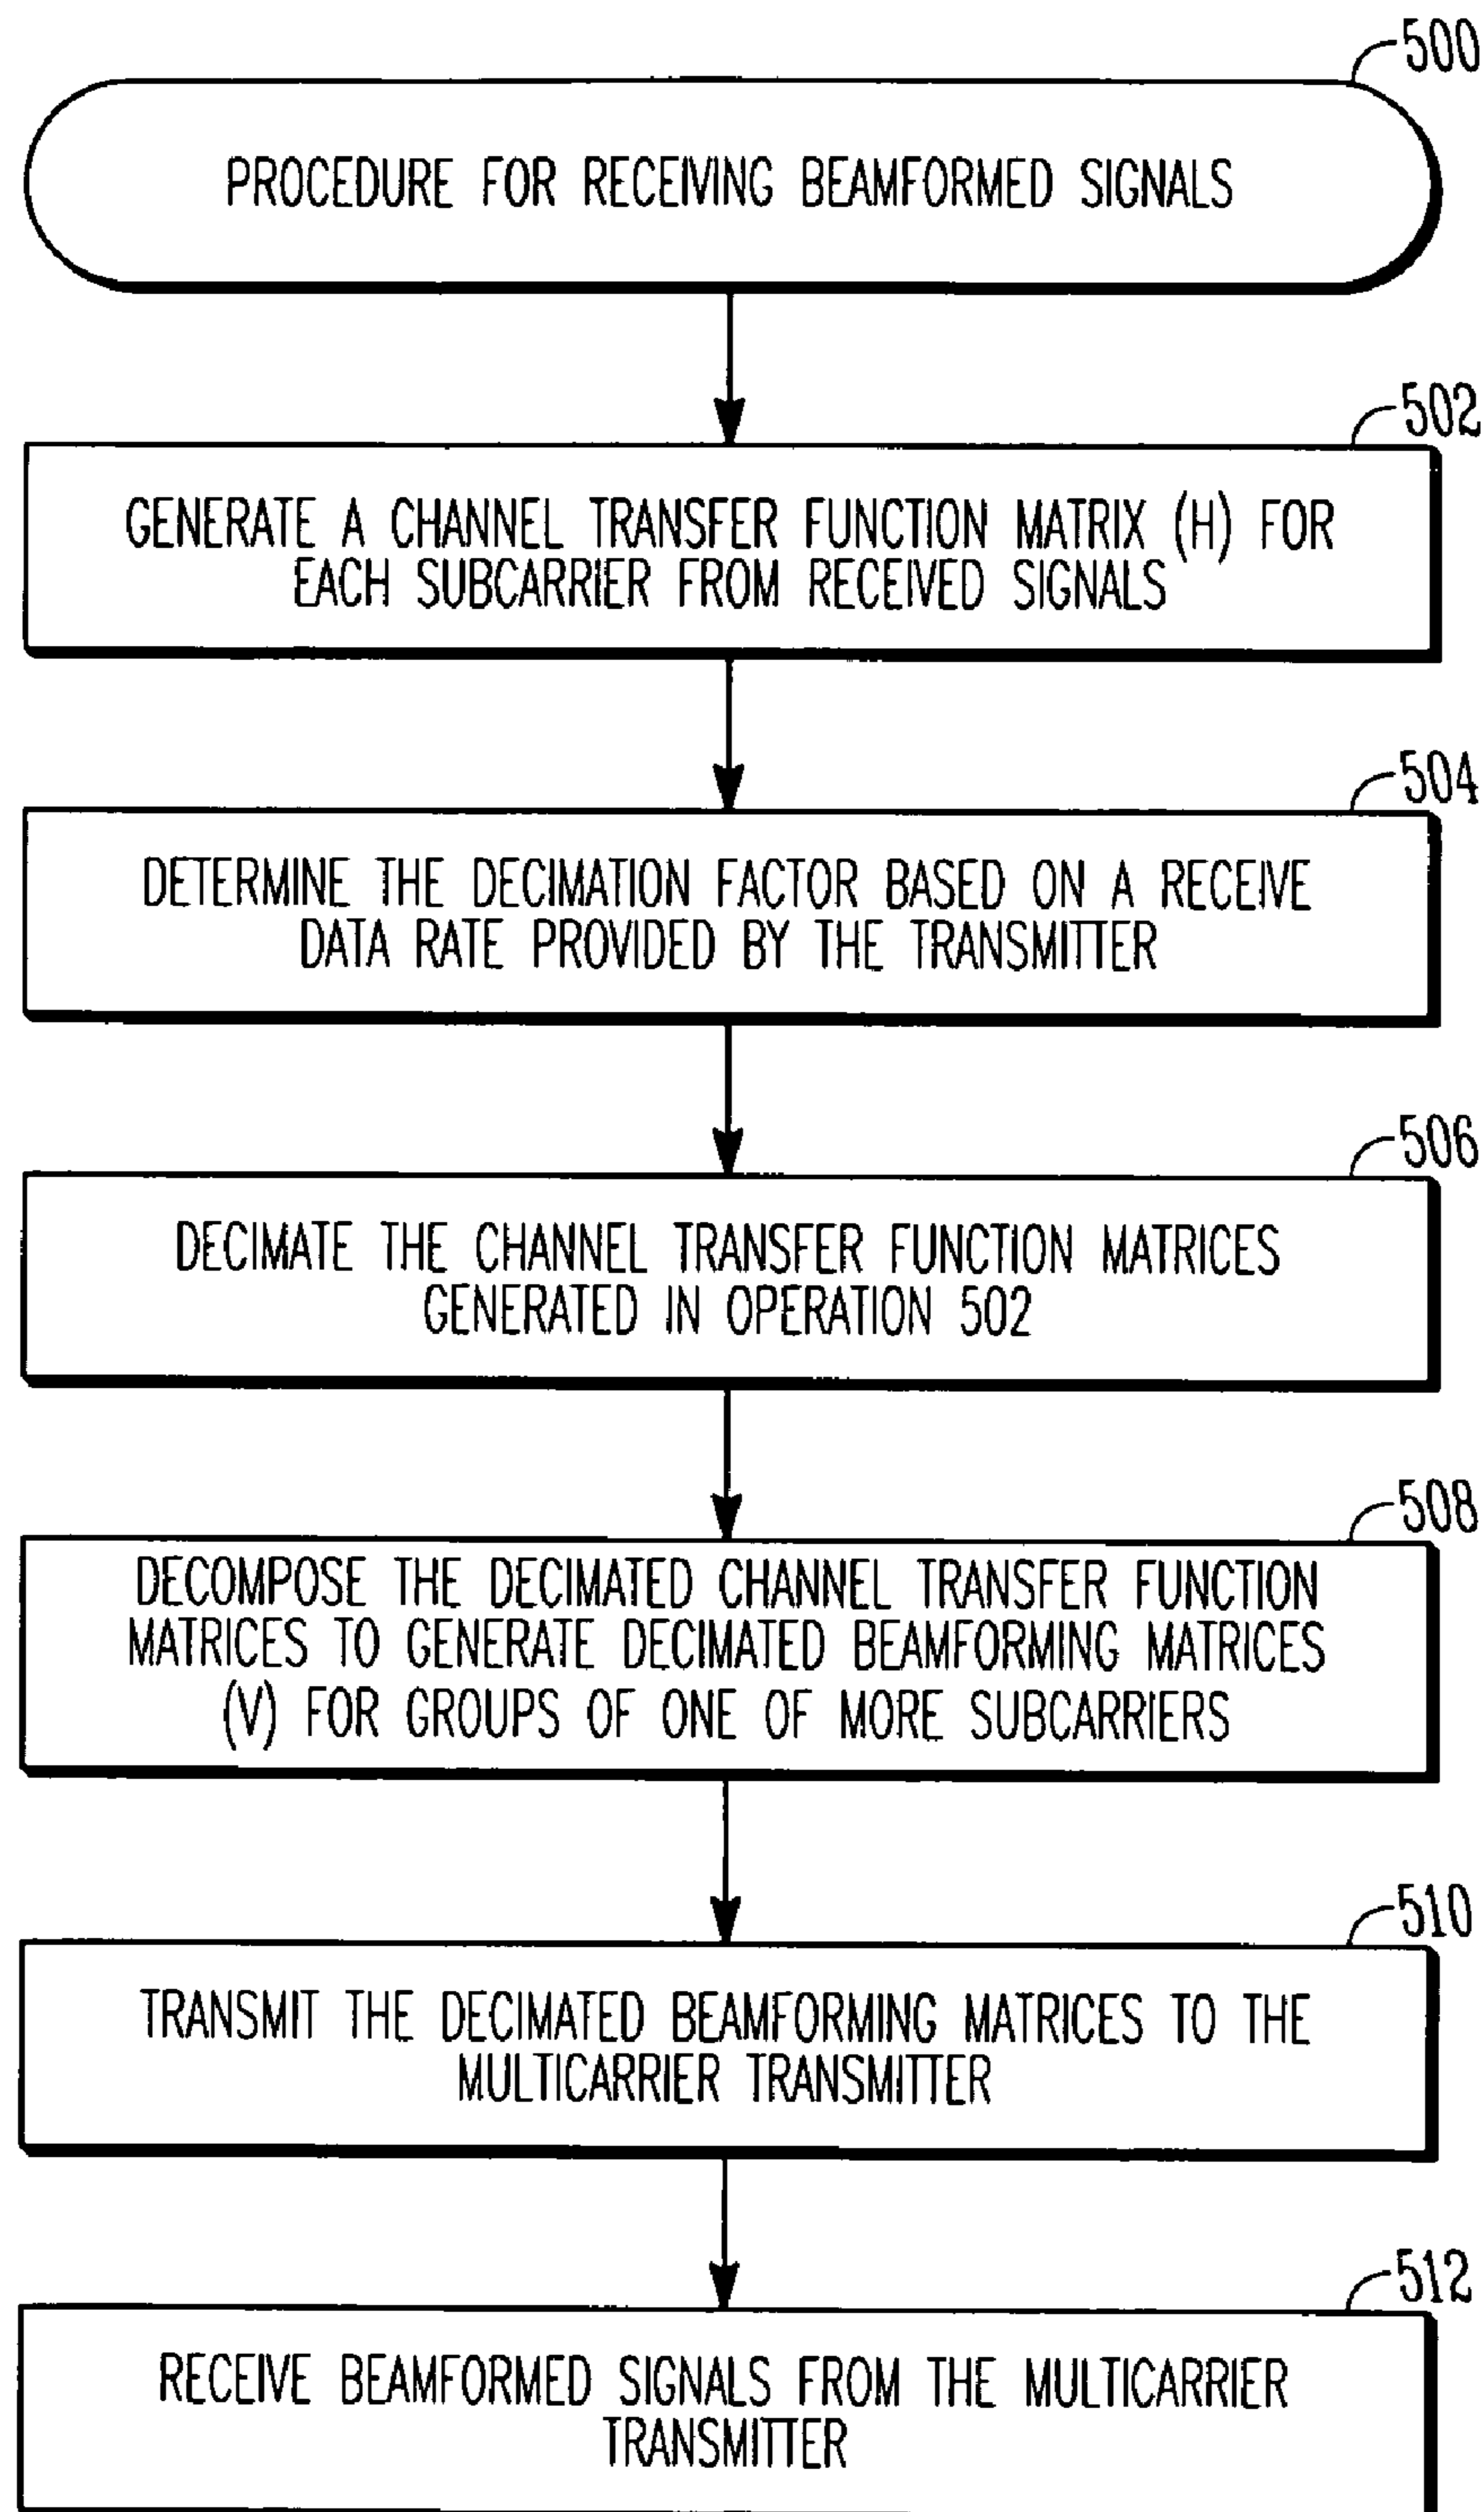 500
PROCEDURE FOR RECEIVING BEAMFORMED SIGNALS
502
GENERATE A CHANNEL TRANSFER FUNCTION MATRIX (H) FOR
EACH SUBCARRIER FROM RECEIVED SIGNALS
504
DETERMINE THE DECIMATION FACTOR BASED ON A RECEIVE
DATA RATE PROVIDED BY THE TRANSMITTER
506
DECIMATE THE CHANNEL TRANSFER FUNCTION MATRICES
GENERATED IN OPERATION 502
508
DECOMPOSE THE DECIMATED CHANNEL TRANSFER FUNCTION
MATRICES TO GENERATE DECIMATED BEAMFORMING MATRICES
(V) FOR GROUPS OF ONE OF MORE SUBCARRIERS
510
TRANSMIT THE DECIMATED BEAMFORMING MATRICES TO THE
MULTICARRIER TRANSMITTER
512
RECEIVE BEAMFORMED SIGNALS FROM THE MULTICARRIER
TRANSMITTER